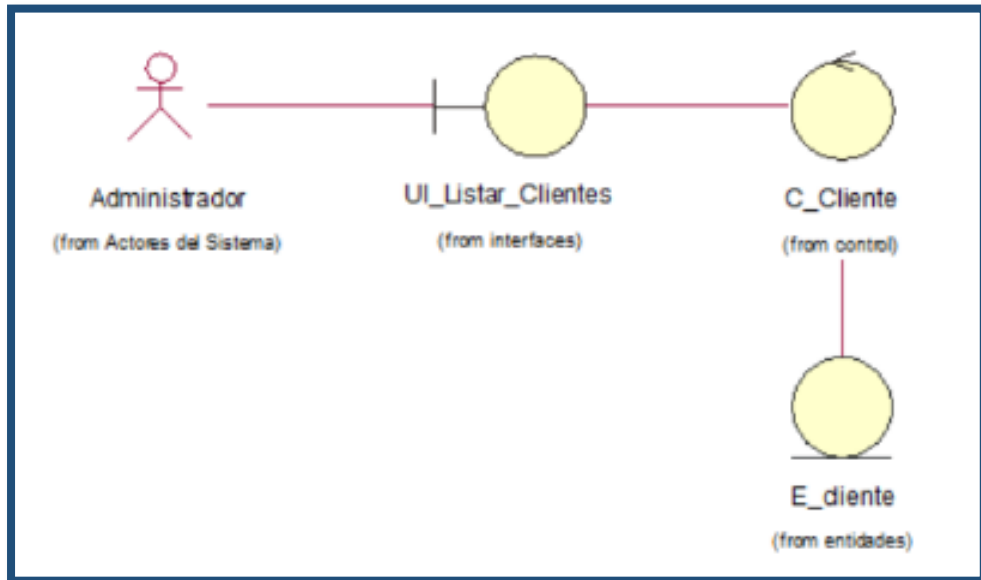 Administrador
(from Actores del Sistema)
UI_Listar_Clientes
(from interfaces)
C_Cliente
(from control)
E_diente
(from entidades)